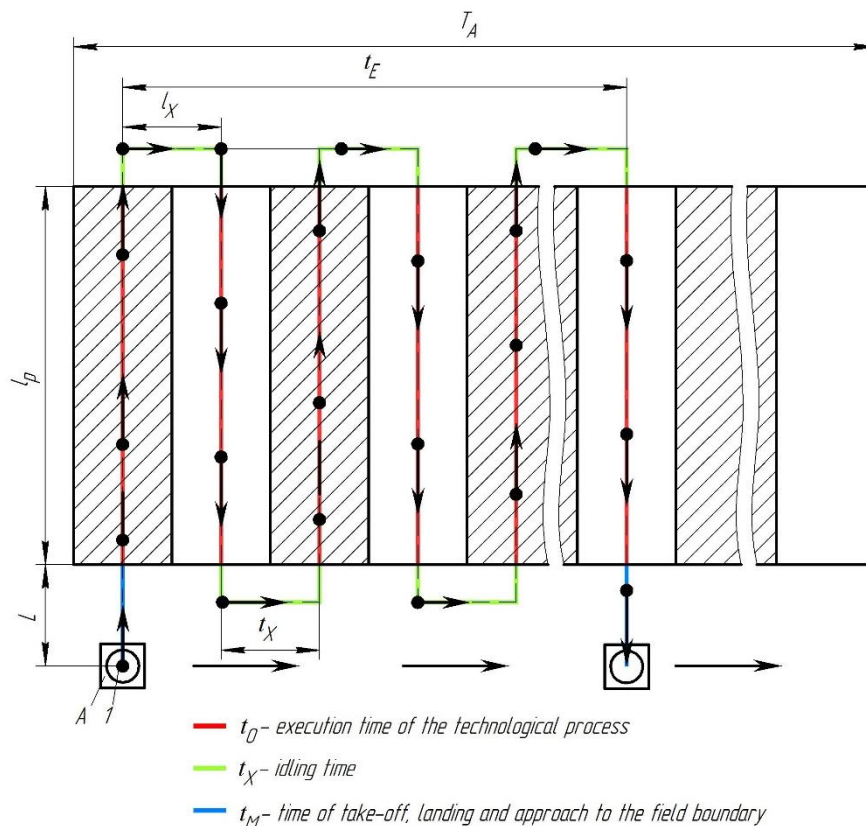 T_A
t_E
l_X
l_p
L
t_X
A 1
t_O – execution time of the technological process
t_X – idling time
t_M – time of take-off, landing and approach to the field boundary